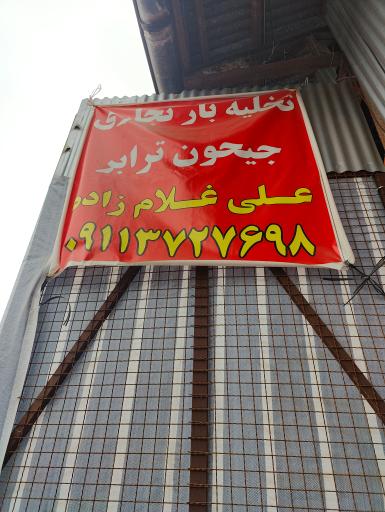 تخلیه بار تجاری
جیحون ترابر
علی غلام زاده
۰۹۱۱۳۷۲۷۶۹۸